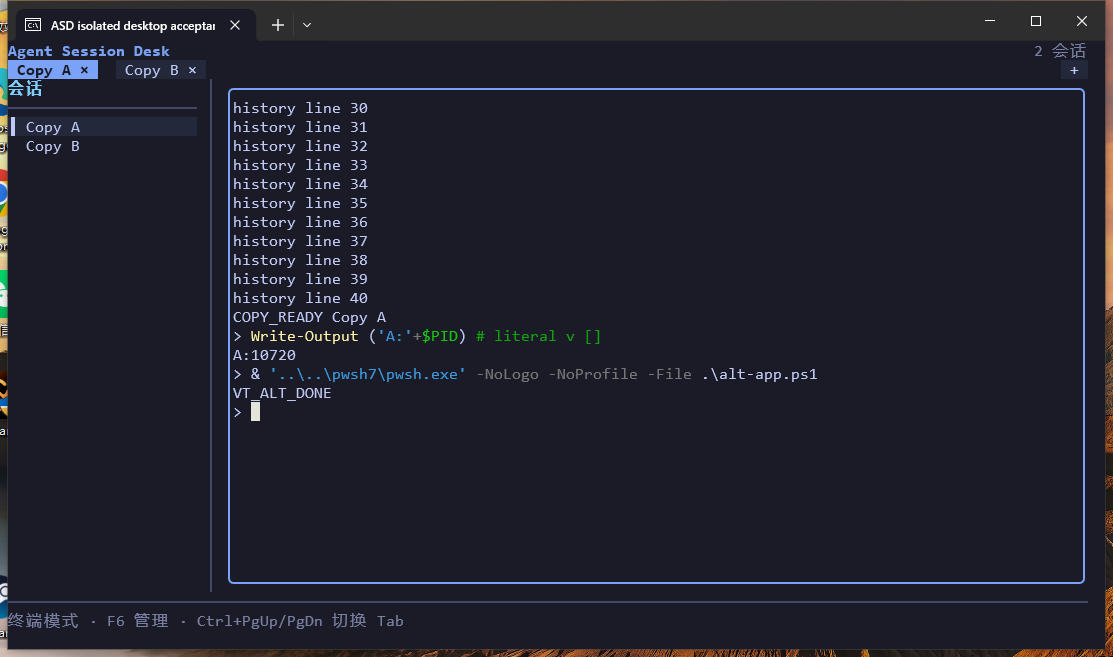 ASD isolated desktop acceptar
Agent Session Desk
2 会话
Copy A ×
Copy B ×
+
会话
Copy A
Copy B
history line 30
history line 31
history line 32
history line 33
history line 34
history line 35
history line 36
history line 37
history line 38
history line 39
history line 40
COPY_READY Copy A
> Write-Output ('A:'+$PID) # literal v []
A:10720
> & '..\..\pwsh7\pwsh.exe' -NoLogo -NoProfile -File .\alt-app.ps1
VT_ALT_DONE
>
终端模式 · F6 管理 · Ctrl+PgUp/PgDn 切换 Tab